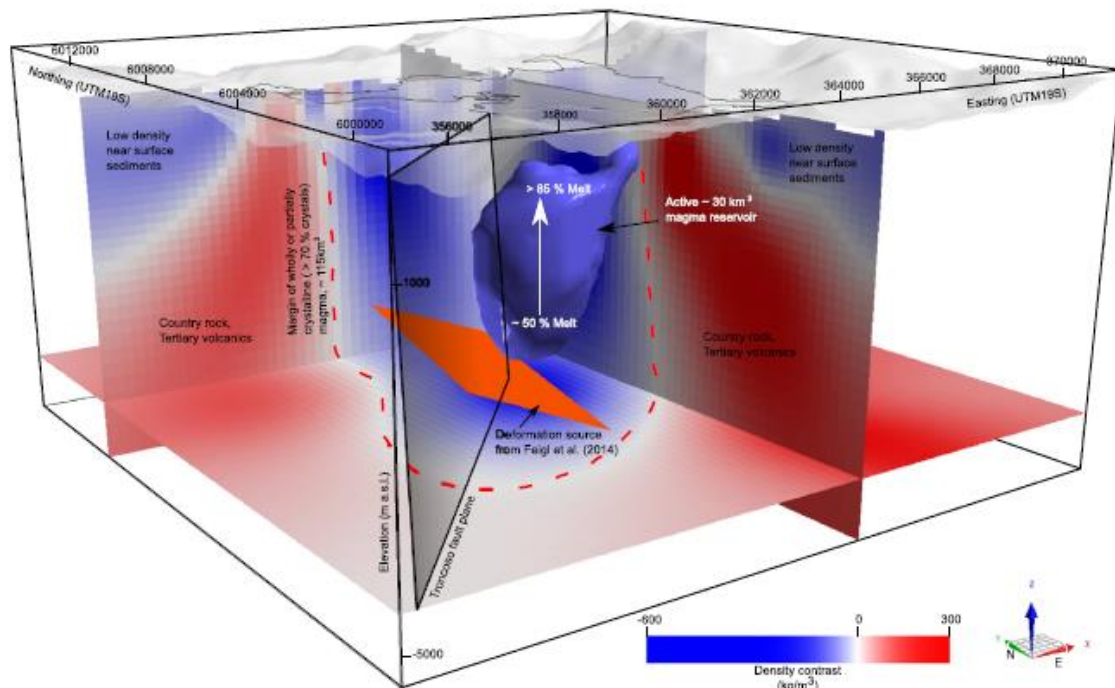 6012000
6008000
6004000
6000000
Northing (UTM19S)
356000
358000
360000
362000
364000
366000
368000
370000
Easting (UTM19S)
Low density
near surface
sediments
Low density
near surface
sediments
> 85 % Melt
Active ~ 30 km³
magma reservoir
Margin of wholly or partially
crystalline ( > 70 % crystals)
magma, ~ 115km³
1000
~ 50 % Melt
Country rock,
Tertiary volcanics
Country rock,
Tertiary volcanics
Deformation source
from Feigl et al. (2014)
Elevation (m a.s.l.)
Troncoso fault plane
-5000
-600
0
300
Density contrast
(kg/m³)
Z
Y
X
N
E